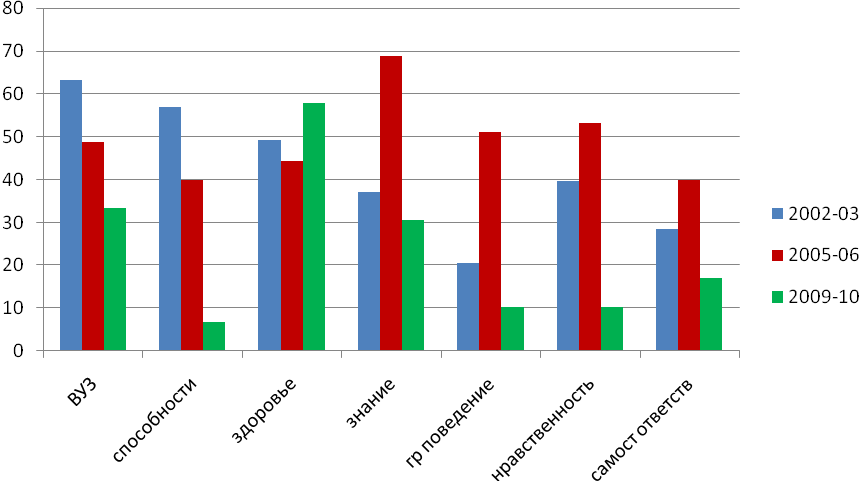 80
70
60
50
40
30
20
10
0
ВУЗ
способности
здоровье
знание
гр поведение
нравственность
самост ответств
2002-03
2005-06
2009-10